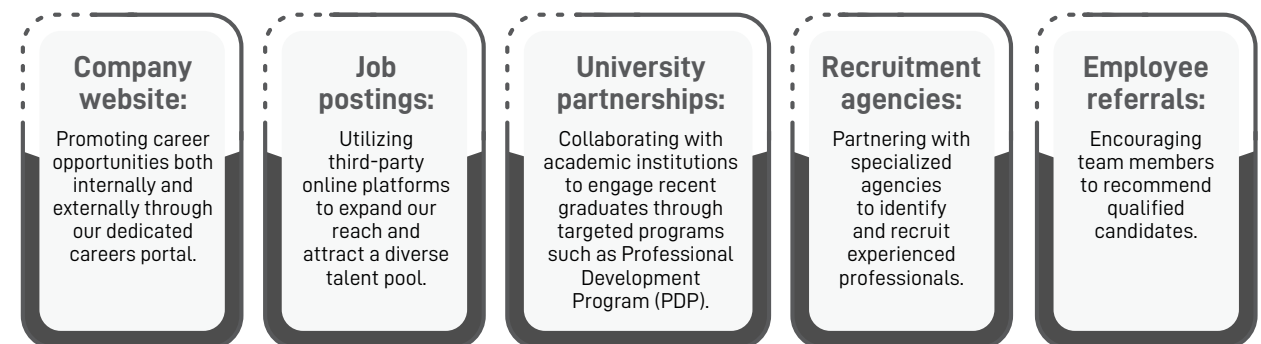 Company
website:
Promoting career
opportunities both
internally and
externally through
our dedicated
careers portal.
Job
postings:
Utilizing
third-party
online platforms
to expand our
reach and
attract a diverse
talent pool.
University
partnerships:
Collaborating with
academic institutions
to engage recent
graduates through
targeted programs
such as Professional
Development
Program (PDP).
Recruitment
agencies:
Partnering with
specialized
agencies
to identify
and recruit
experienced
professionals.
Employee
referrals:
Encouraging
team members
to recommend
qualified
candidates.